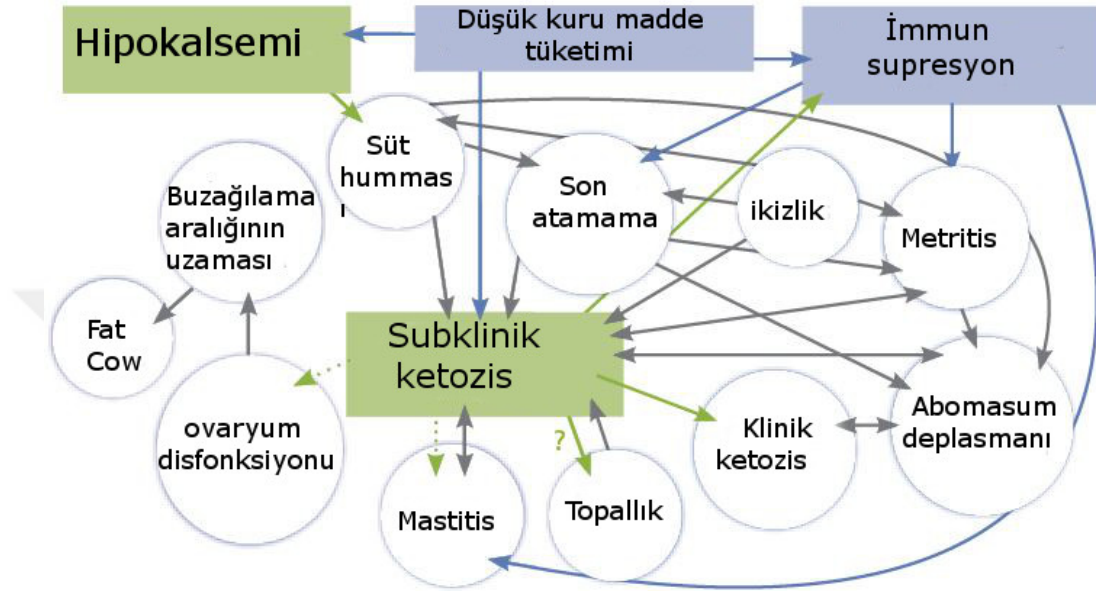 Hipokalsemi
Düşük kuru madde
tüketimi
İmmun
supresyon
Süt
hummas
ı
Son
atamama
ikizlik
Metritis
Buzağılama
aralığının
uzaması
Fat
Cow
Subklinik
ketozis
ovaryum
disfonksiyonu
?
Mastitis
Topallık
Klinik
ketozis
Abomasum
deplasmanı